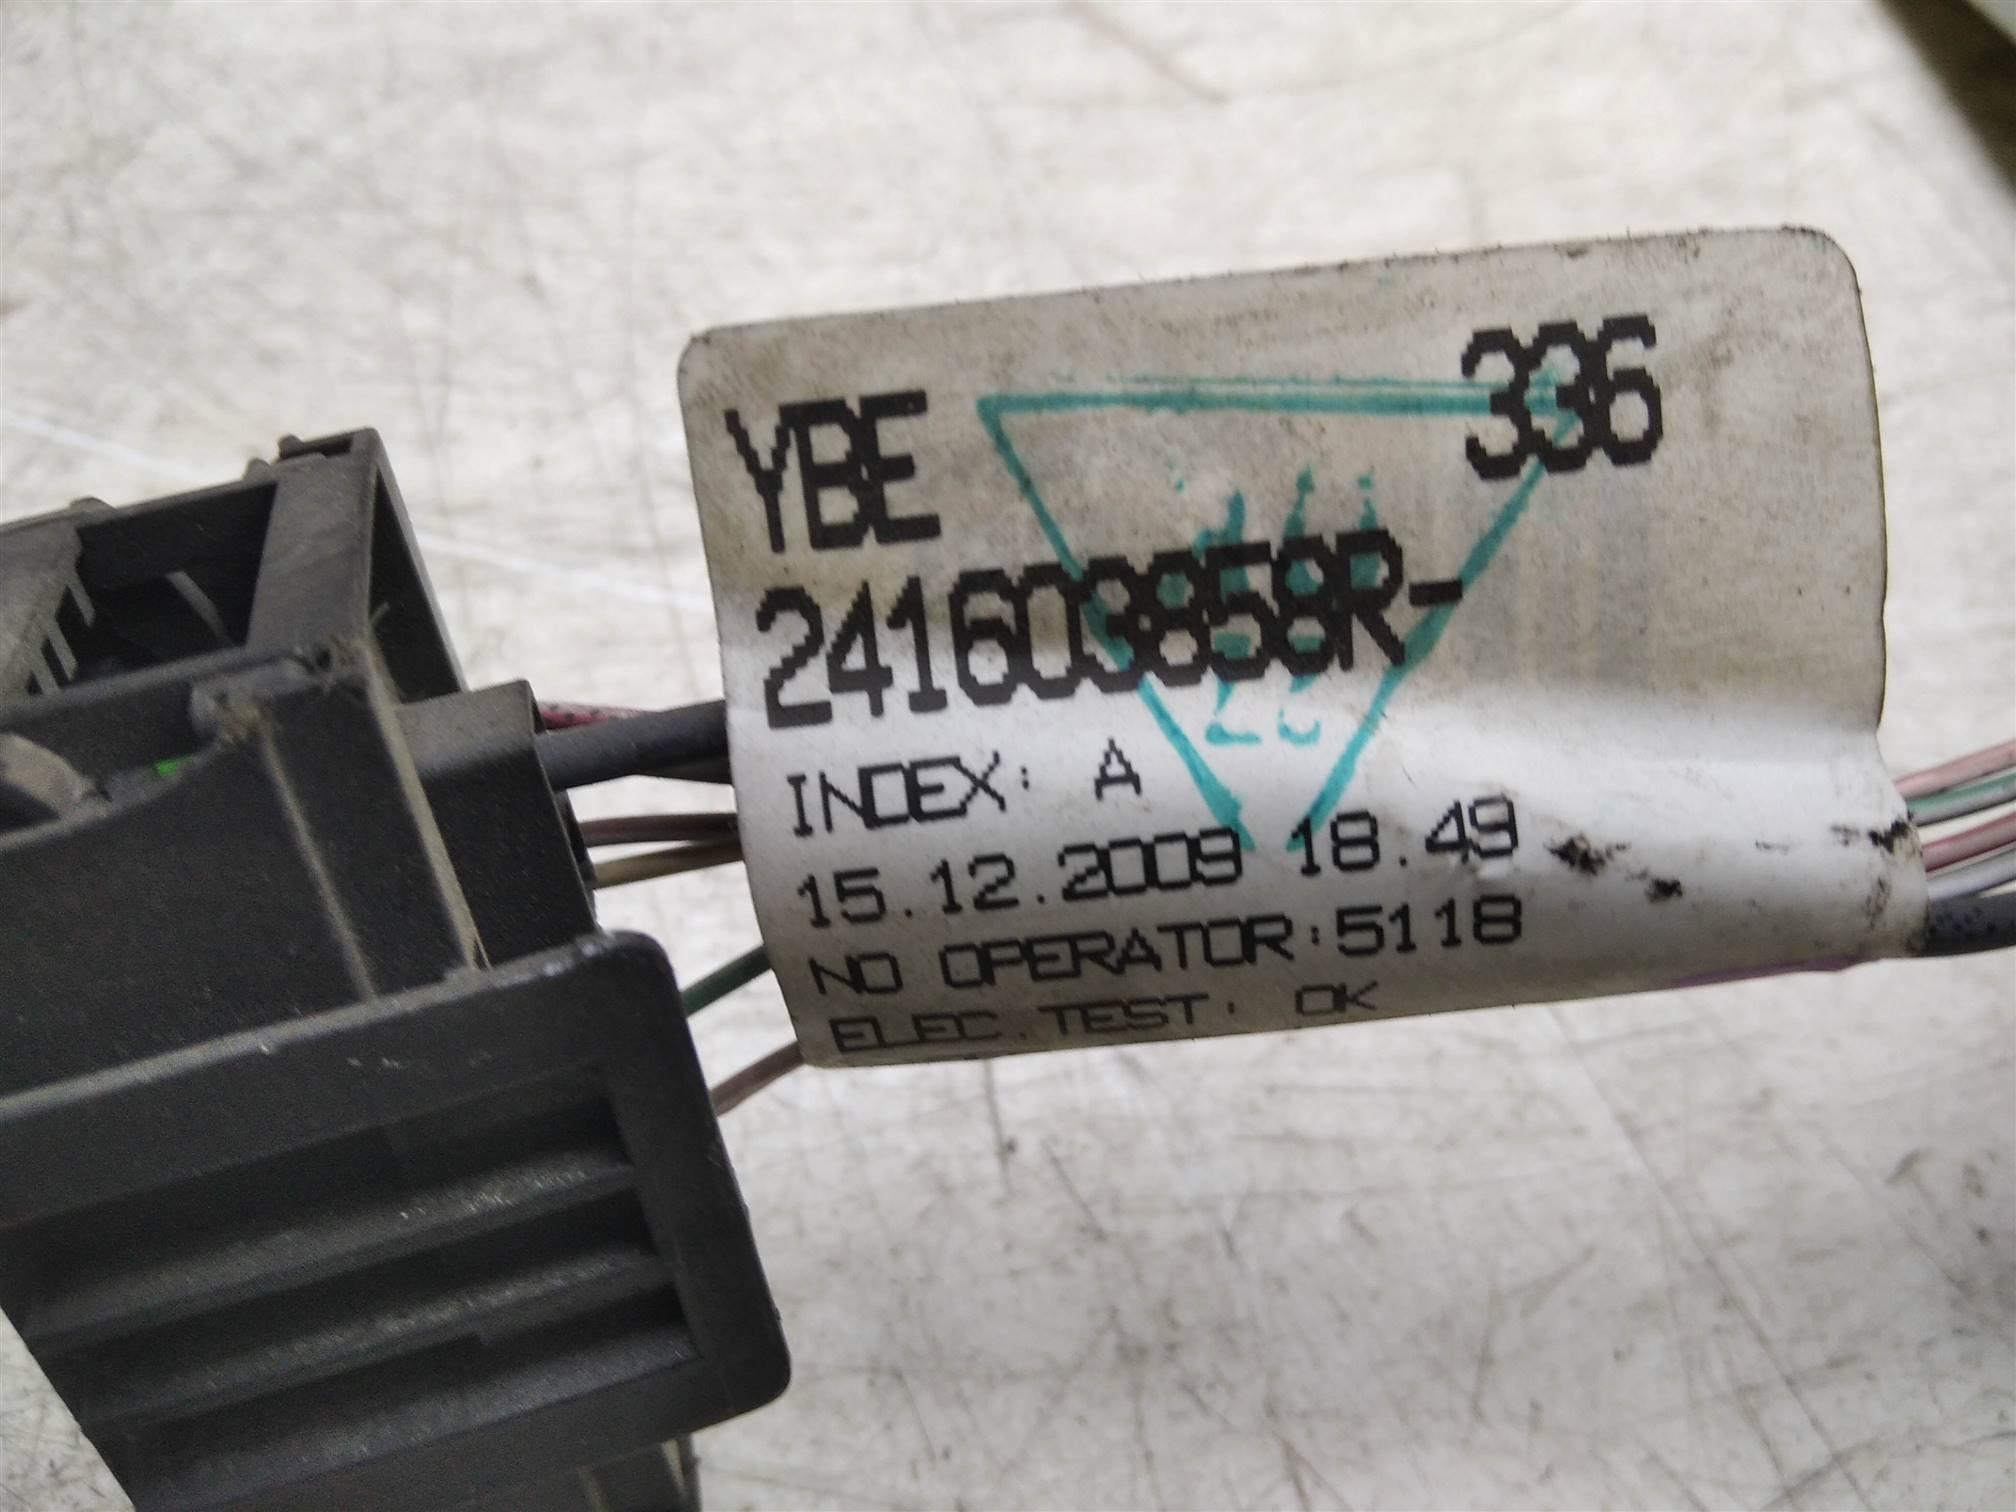 YBE 336
241603858R-
INDEX: A
15.12.2009 18.49
NO OPERATOR:5118
ELEC.TEST: OK